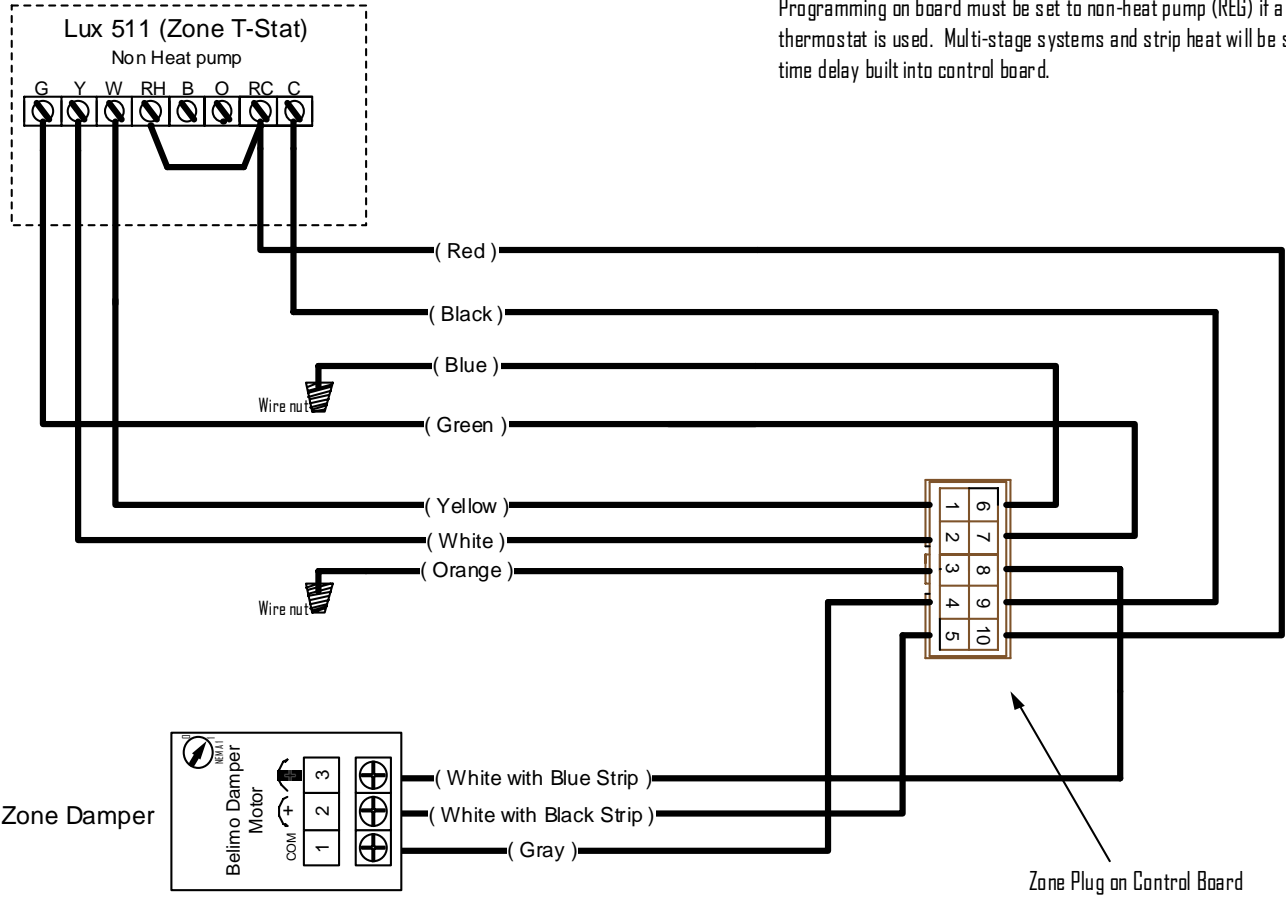 Programming on board must be set to non-heat pump (REG) if a
thermostat is used. Multi-stage systems and strip heat will be s
time delay built into control board.
Lux 511 (Zone T-Stat)
Non Heat pump
G Y W RH B O RC C
( Red )
( Black )
( Blue )
Wire nut
( Green )
( Yellow )
( White )
( Orange )
Wire nut
1 6
2 7
3 8
4 9
5 10
Zone Damper
NEMA 1
Belimo Damper
Motor
3
2
COM 1
( White with Blue Strip )
( White with Black Strip )
( Gray )
Zone Plug on Control Board